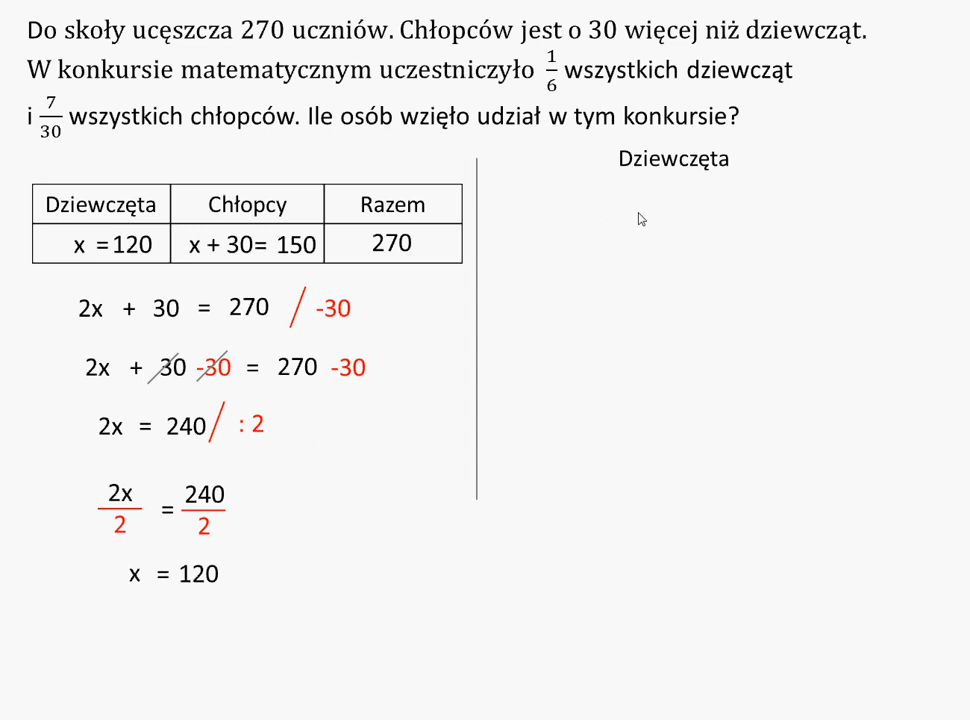 Do skoły ucęszcza 270 uczniów. Chłopców jest o 30 więcej niż dziewcząt.
W konkursie matematycznym uczestniczyło 1/6 wszystkich dziewcząt
i 7/30 wszystkich chłopców. Ile osób wzięło udział w tym konkursie?
Dziewczęta Chłopcy Razem
x = 120 x + 30 = 150 270
2x + 30 = 270 / -30
2x + 30 -30 = 270 -30
2x = 240 / : 2
2x/2 = 240/2
x = 120
Dziewczęta